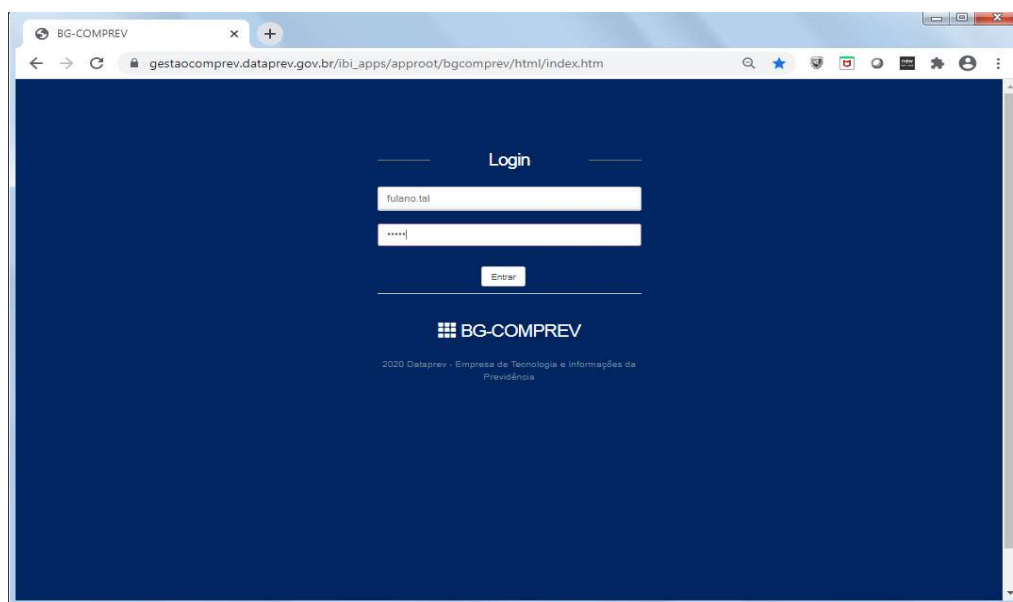 BG-COMPREV
gestaocomprev.dataprev.gov.br/ibi_apps/approot/bgcomprev/html/index.htm
Login
fulano.tal
•••••
Entrar
BG-COMPREV
2020 Dataprev - Empresa de Tecnologia e Informações da
Previdência